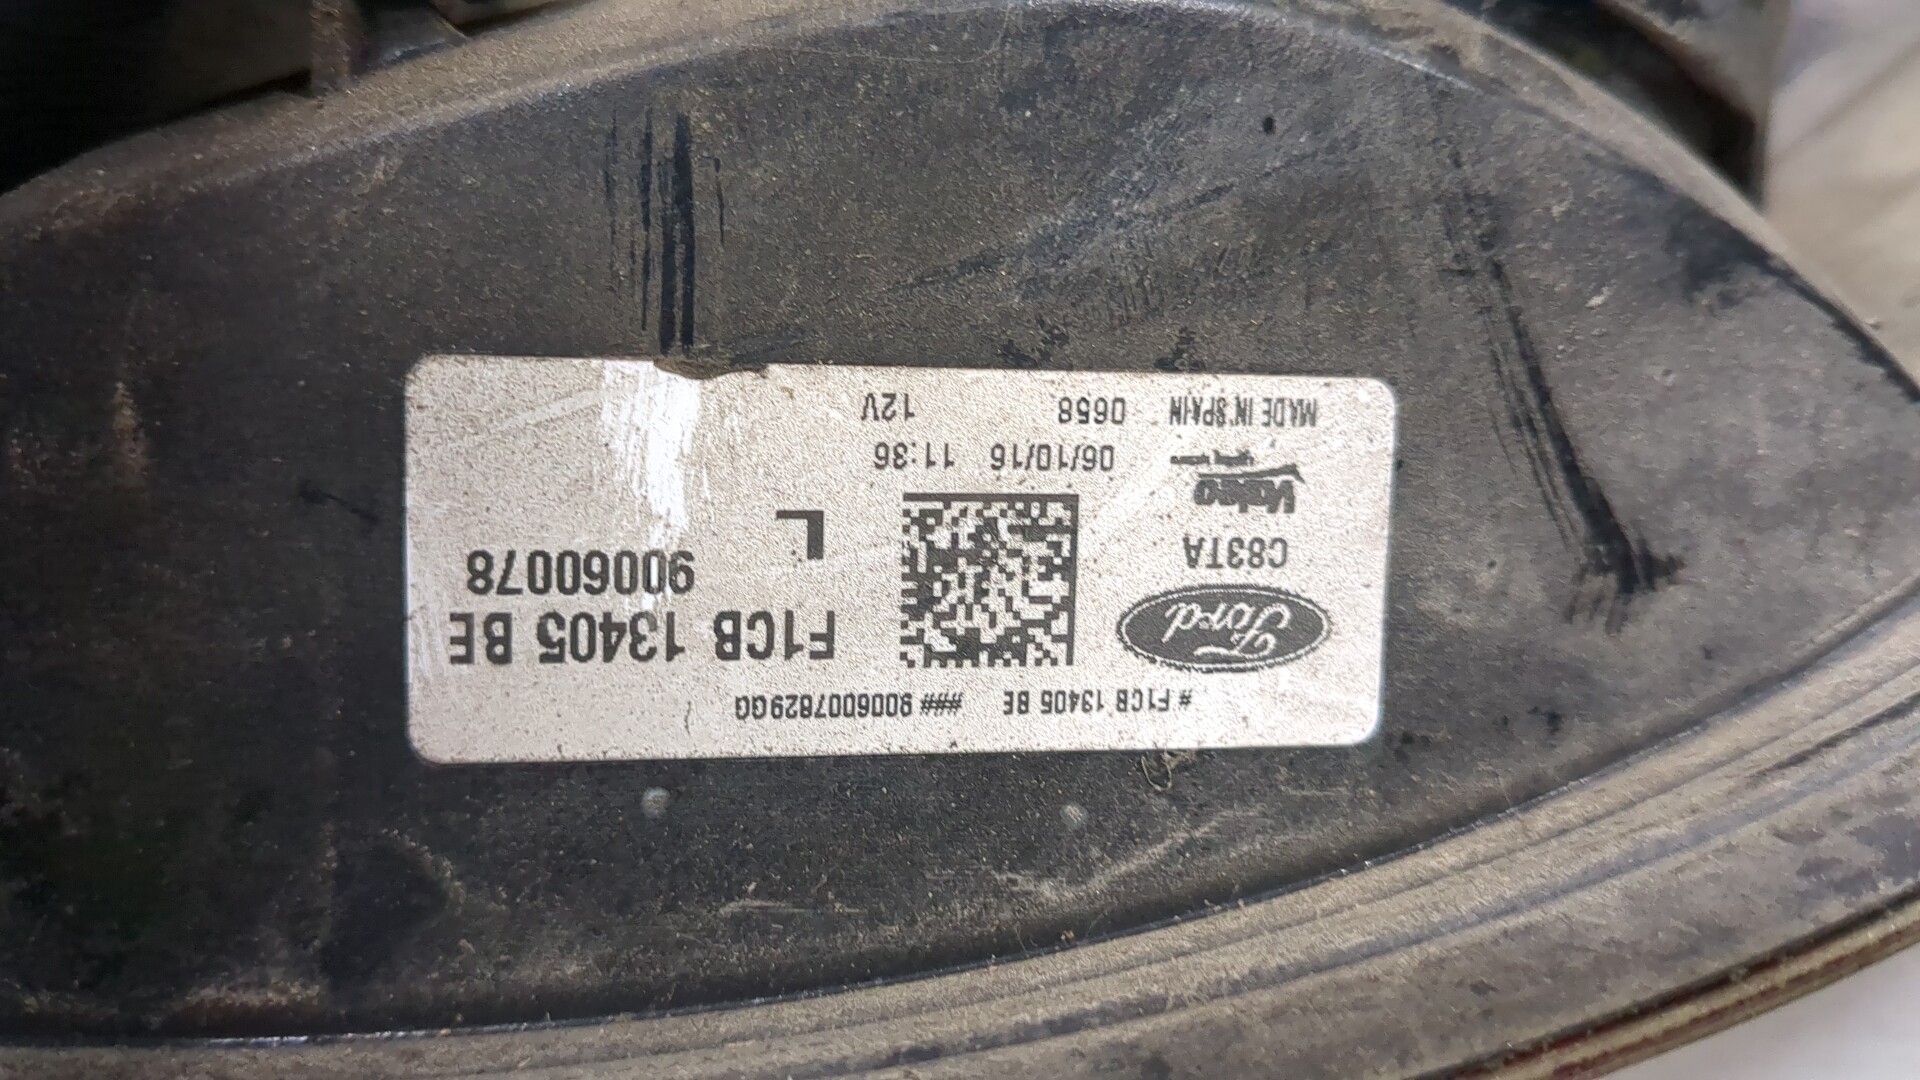 # F1CB 13405 BE ### 9006007829GG
Ford
F1CB 13405 BE
90060078
C83TA
L
Valeo
06/10/16 11:36
MADE IN SPAIN 0658 12V